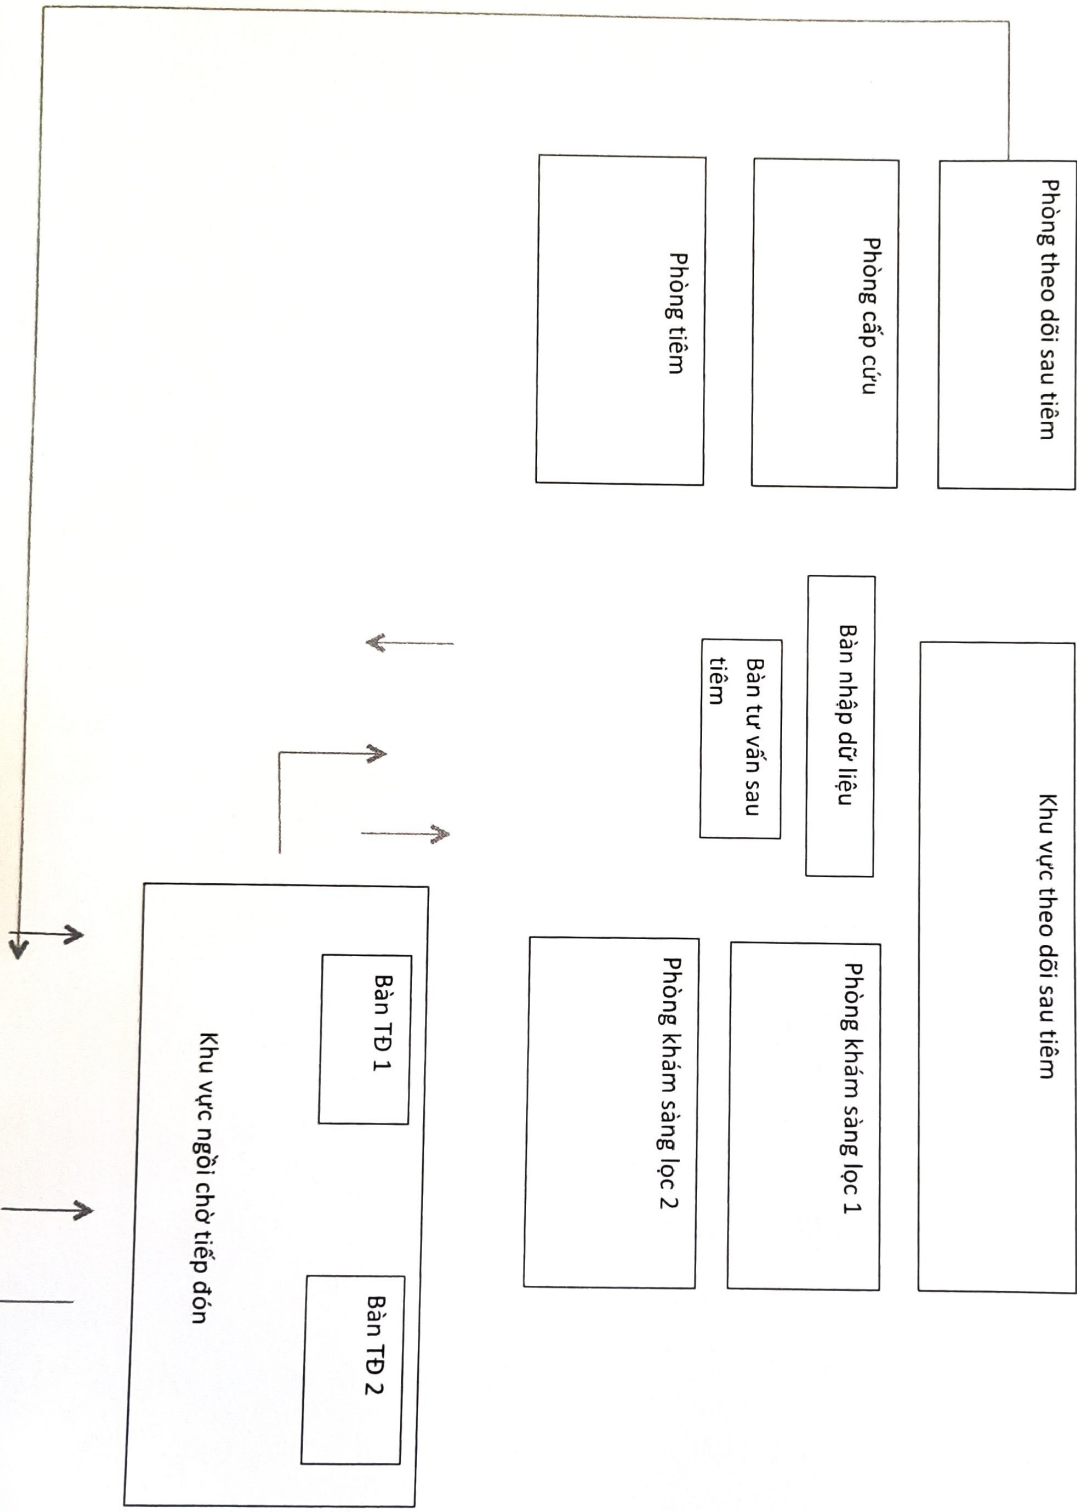 Phòng theo dõi sau tiêm
Khu vực theo dõi sau tiêm
Phòng cấp cứu
Bàn nhập dữ liệu
Phòng khám sàng lọc 1
Phòng tiêm
Bàn tư vấn sau
tiêm
Phòng khám sàng lọc 2
Bàn TĐ 1
Bàn TĐ 2
Khu vực ngồi chờ tiếp đón